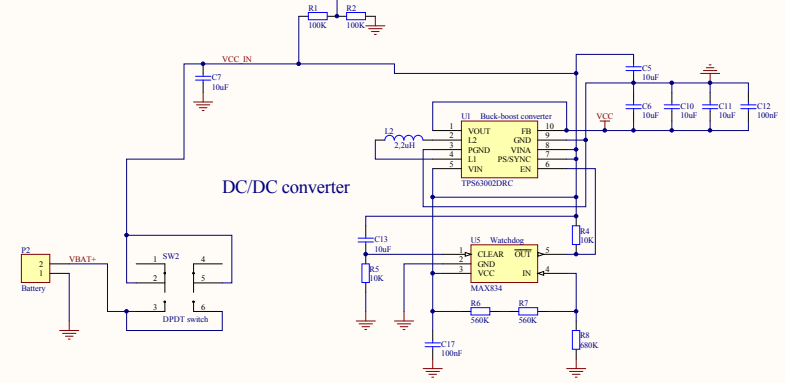 R1
100K
R2
100K
VCC_IN
C7
10uF
C5
10uF
C6
10uF
C10
10uF
C11
10uF
C12
100nF
VCC
U1 Buck-boost converter
1 VOUT FB 10
2 L2 GND 9
3 PGND VINA 8
4 L1 PS/SYNC 7
5 VIN EN 6
TPS63002DRC
L2
2,2uH
DC/DC converter
P2
2
1
Battery
VBAT+
SW2
1 4
2 5
3 6
DPDT switch
C13
10uF
R5
10K
R4
10K
U5 Watchdog
1 CLEAR OUT 5
2 GND
3 VCC IN 4
MAX834
R6
560K
R7
560K
C17
100nF
R8
680K